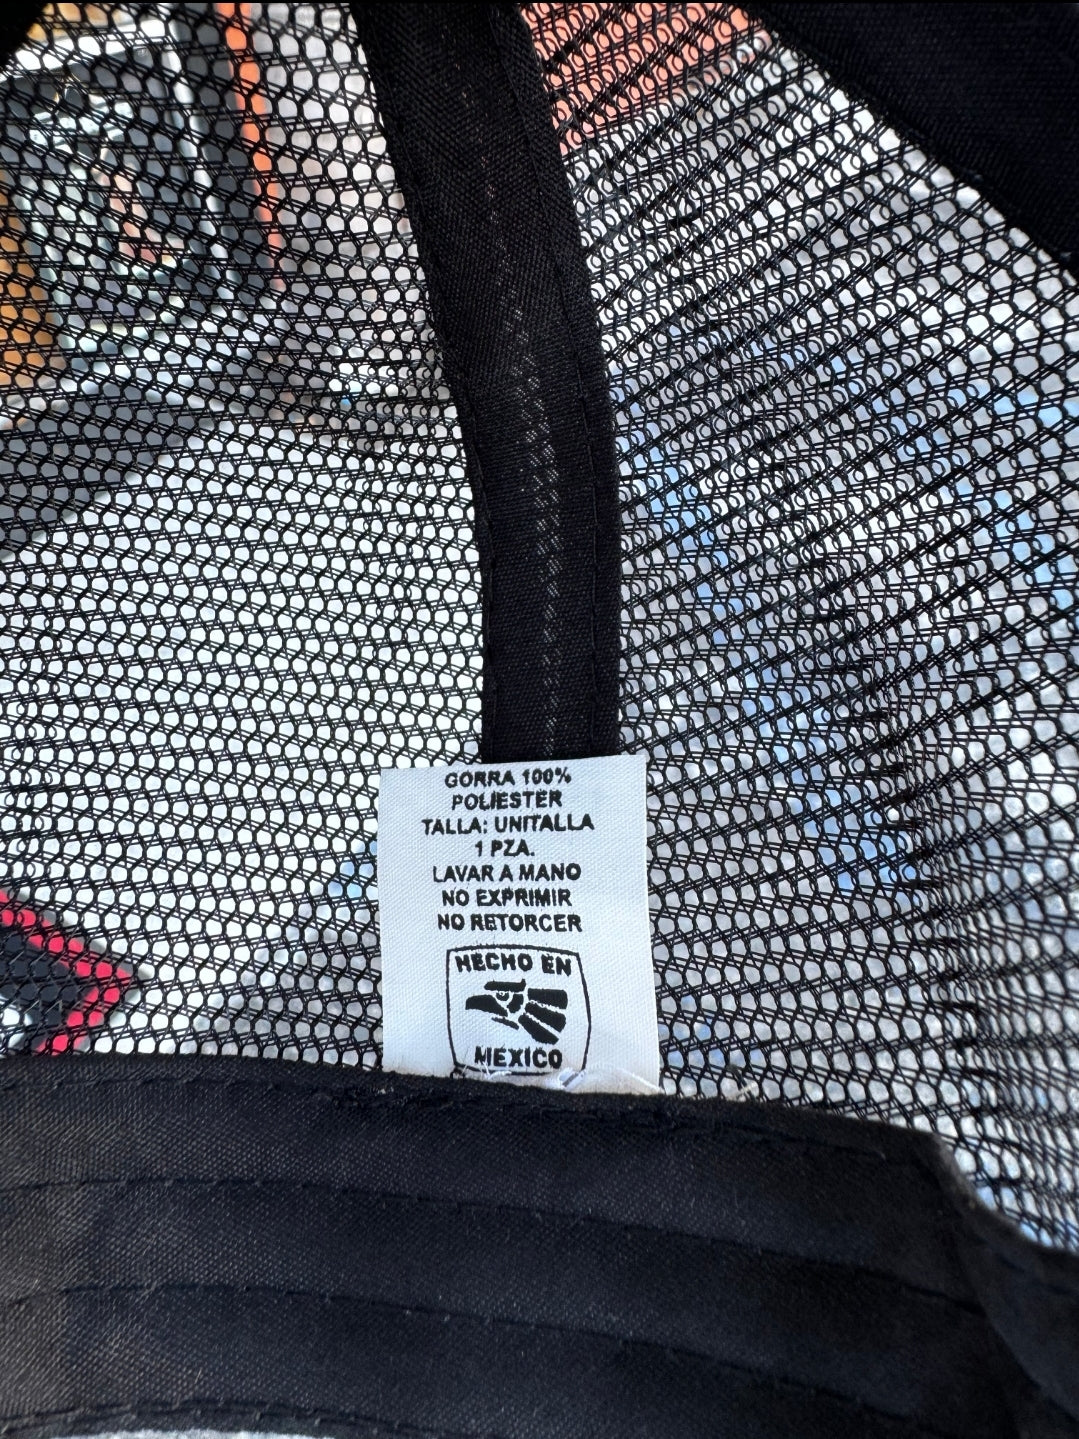 GORRA 100%
POLIESTER
TALLA: UNITALLA
1 PZA.
LAVAR A MANO
NO EXPRIMIR
NO RETORCER
HECHO EN
MEXICO